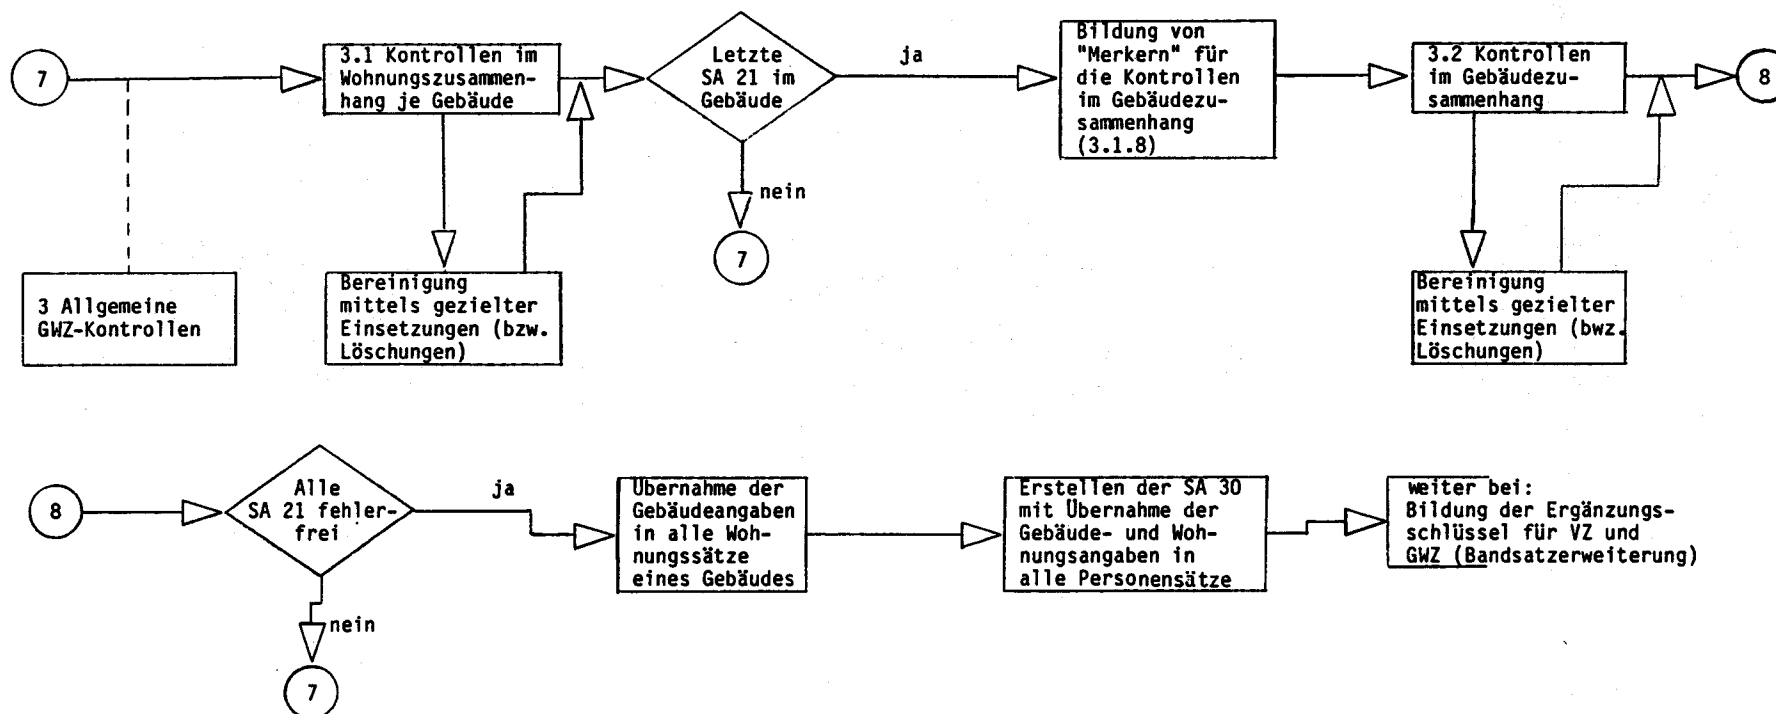 7
3.1 Kontrollen im
Wohnungszusammen-
hang je Gebäude
Letzte
SA 21 im
Gebäude
ja
Bildung von
"Merkern" für
die Kontrollen
im Gebäudezu-
sammenhang
(3.1.8)
3.2 Kontrollen
im Gebäudezu-
sammenhang
8
nein
7
3 Allgemeine
GWZ-Kontrollen
Bereinigung
mittels gezielter
Einsetzungen (bzw.
Löschungen)
Bereinigung
mittels gezielter
Einsetzungen (bwz.
Löschungen)
8
Alle
SA 21 fehler-
frei
ja
Übernahme der
Gebäudeangaben
in alle Woh-
nungssätze
eines Gebäudes
Erstellen der SA 30
mit Übernahme der
Gebäude- und Woh-
nungsangaben in
alle Personensätze
weiter bei:
Bildung der Ergänzungs-
schlüssel für VZ und
GWZ (Bandsatzerweiterung)
nein
7